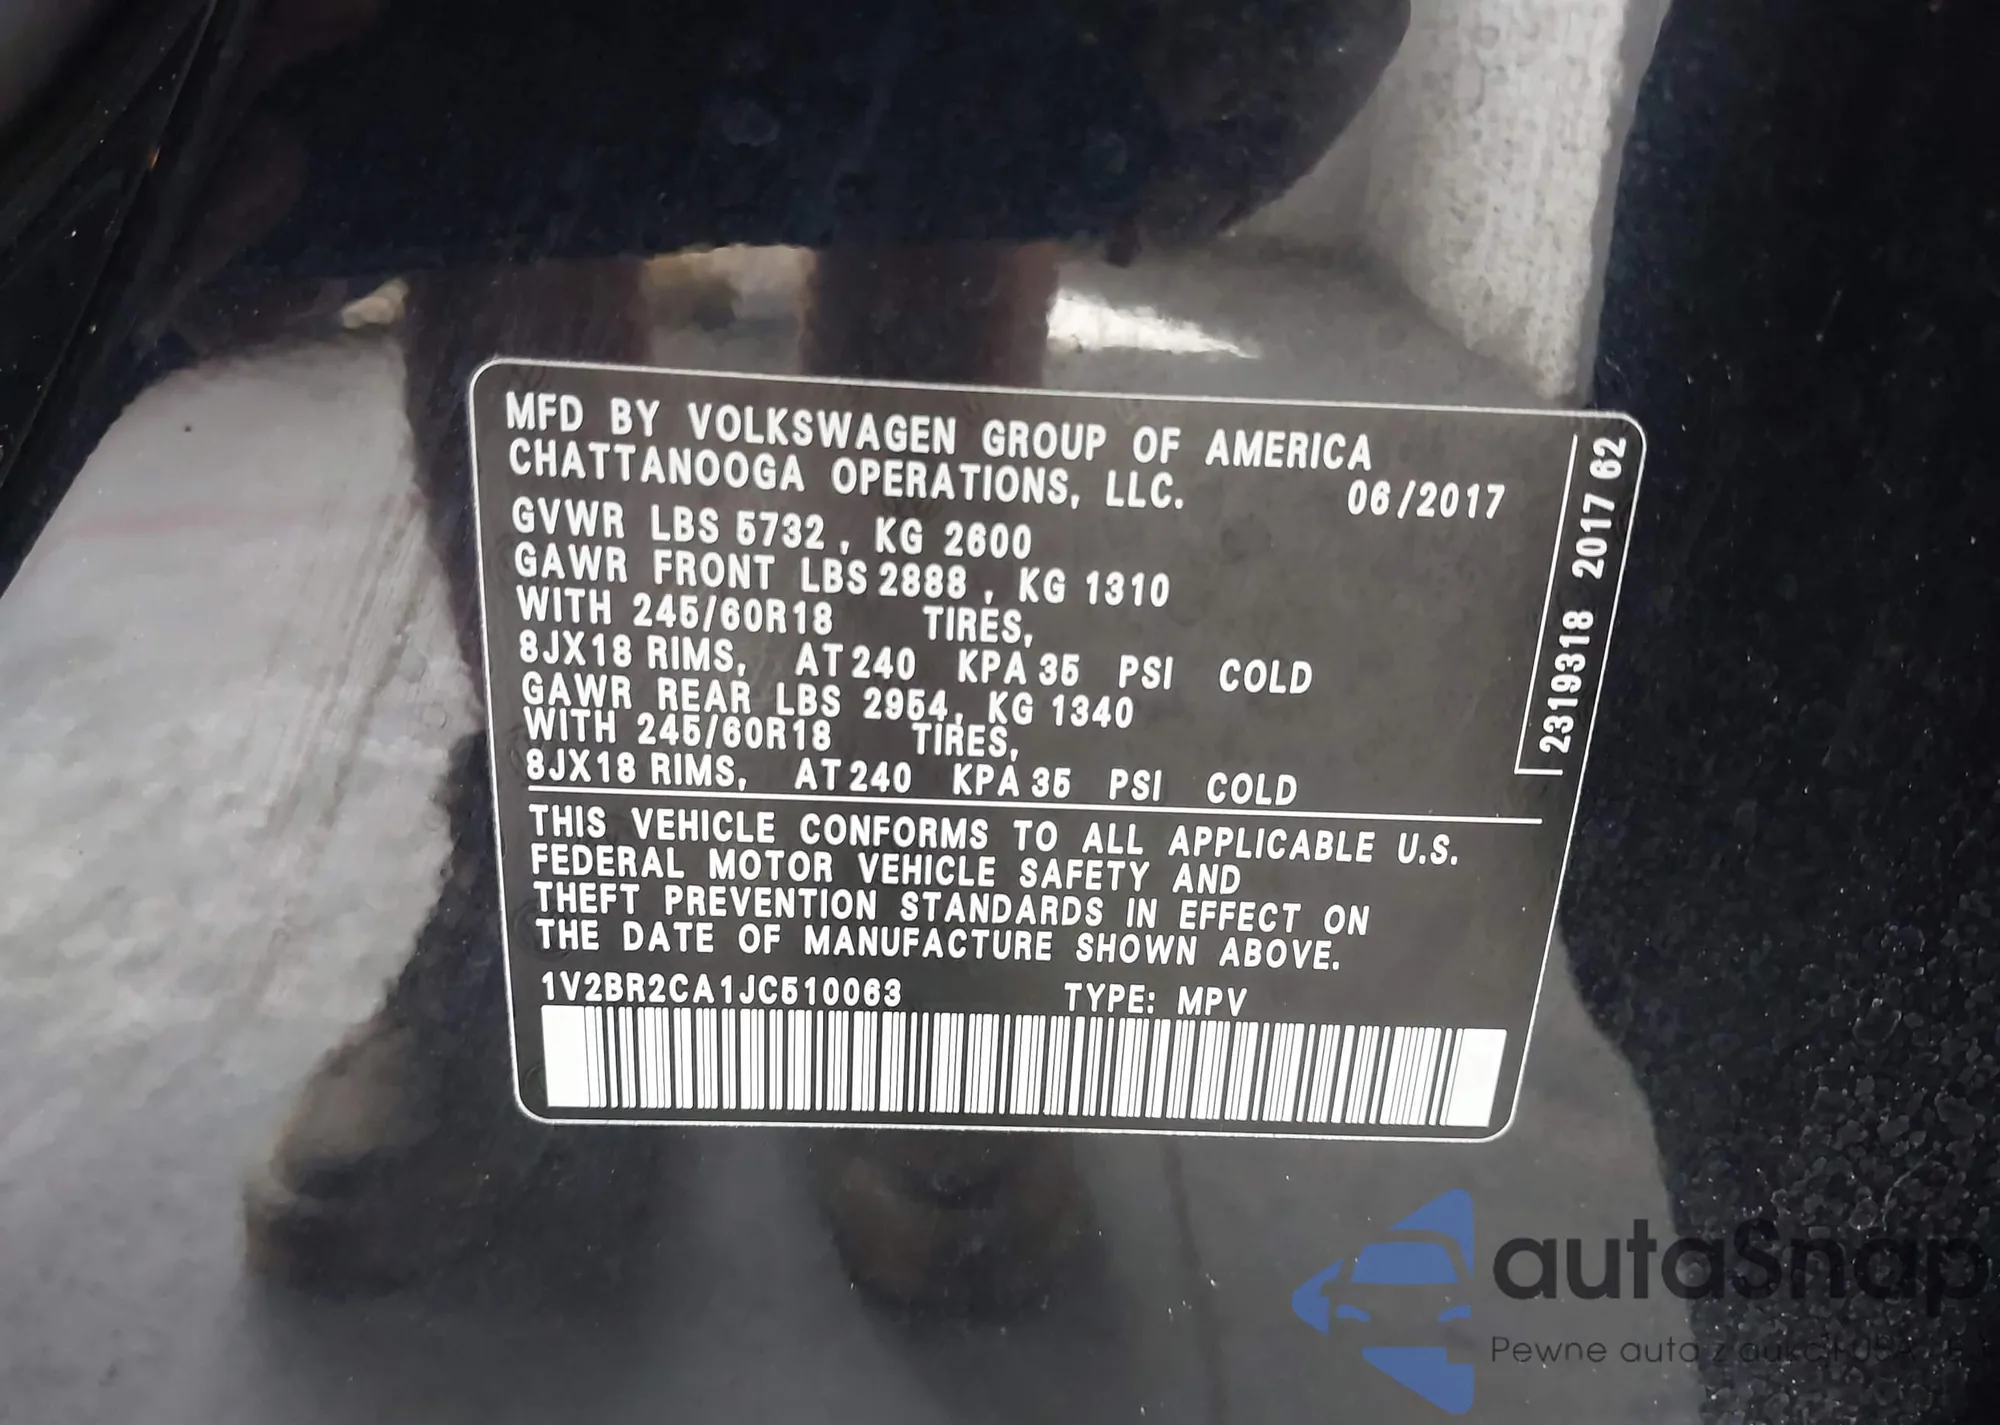 MFD BY VOLKSWAGEN GROUP OF AMERICA
CHATTANOOGA OPERATIONS, LLC. 06/2017
GVWR LBS 5732, KG 2600
GAWR FRONT LBS 2888, KG 1310
WITH 245/60R18 TIRES,
8JX18 RIMS, AT 240 KPA 35 PSI COLD
GAWR REAR LBS 2954, KG 1340
WITH 245/60R18 TIRES,
8JX18 RIMS, AT 240 KPA 35 PSI COLD
THIS VEHICLE CONFORMS TO ALL APPLICABLE U.S.
FEDERAL MOTOR VEHICLE SAFETY AND
THEFT PREVENTION STANDARDS IN EFFECT ON
THE DATE OF MANUFACTURE SHOWN ABOVE.
1V2BR2CA1JC510063 TYPE: MPV
2319318 2017 62
autaSnap
Pewne auta z aukcji USA